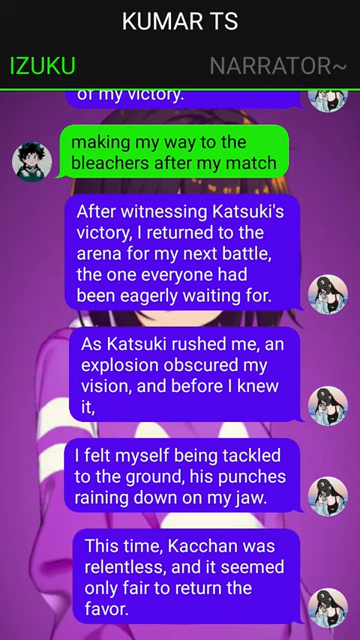 KUMAR TS
IZUKU
NARRATOR~
of my victory.
making my way to the
bleachers after my match
After witnessing Katsuki's
victory, I returned to the
arena for my next battle,
the one everyone had
been eagerly waiting for.
As Katsuki rushed me, an
explosion obscured my
vision, and before I knew
it,
I felt myself being tackled
to the ground, his punches
raining down on my jaw.
This time, Kacchan was
relentless, and it seemed
only fair to return the
favor.